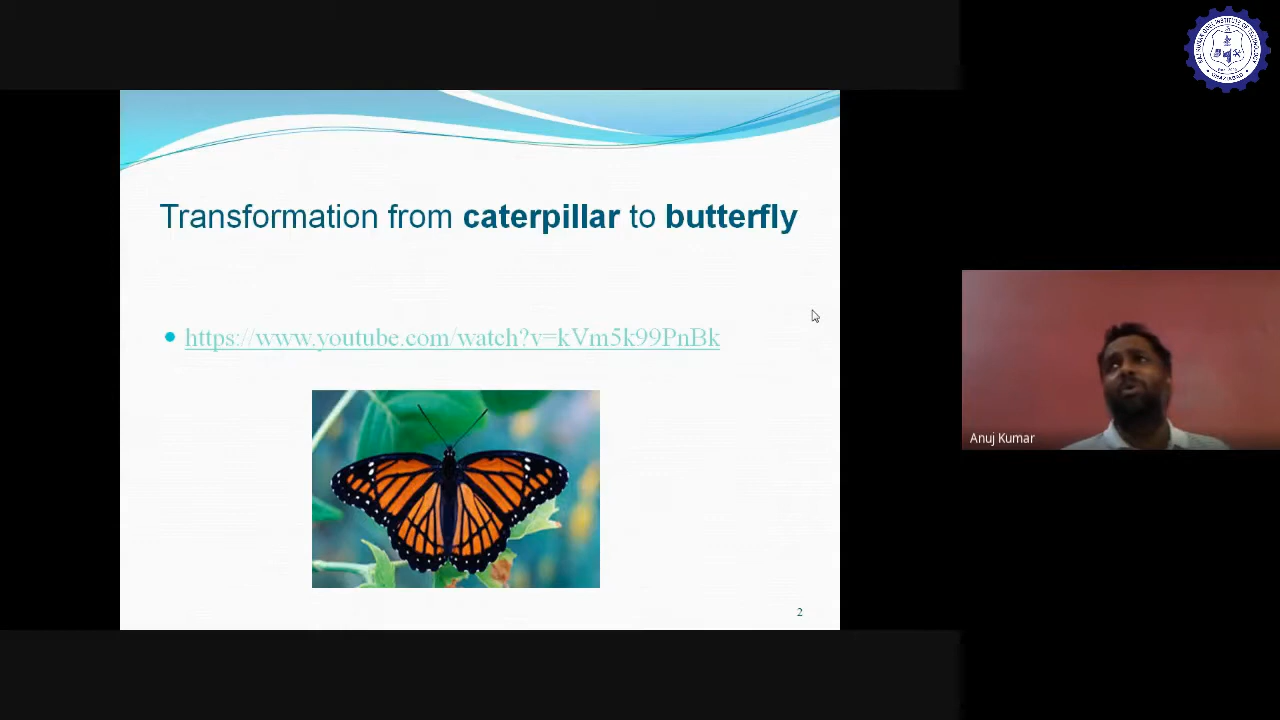 Transformation from caterpillar to butterfly
https://www.youtube.com/watch?v=kVm5k99PnBk
2
Anuj Kumar